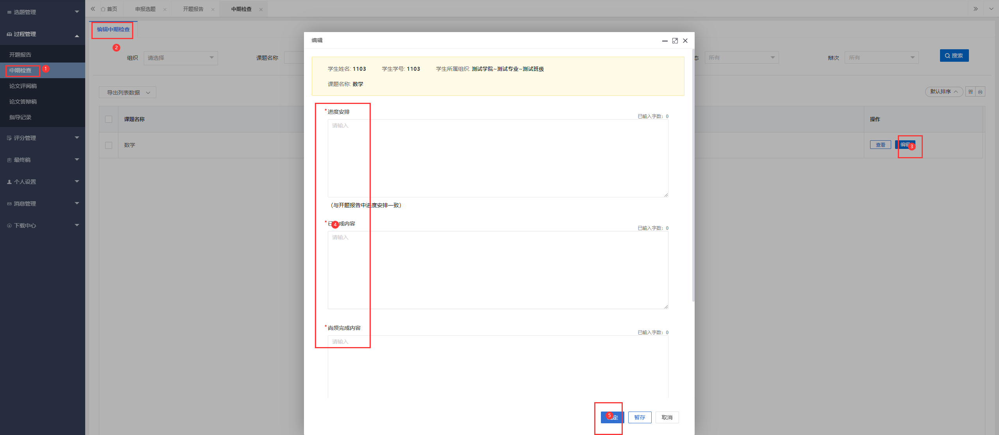 选题管理
过程管理
开题报告
中期检查
1
论文评阅稿
论文答辩稿
指导记录
评分管理
最终稿
个人设置
消息管理
下载中心
首页
申报选题
开题报告
中期检查
编辑中期检查
2
组织
请选择
课题名称
态
所有
辩次
所有
搜索
导出列表数据
默认排序
课题名称
操作
数学
查看
编辑
3
编辑
学生姓名: 1103 学生学号: 1103 学生所属组织: 测试学院~测试专业~测试班级
课题名称: 数学
*进度安排
已输入字数: 0
请输入
（与开题报告中进度安排一致）
*已 成内容
4
已输入字数: 0
请输入
*尚须完成内容
已输入字数: 0
请输入
5
定
暂存
取消